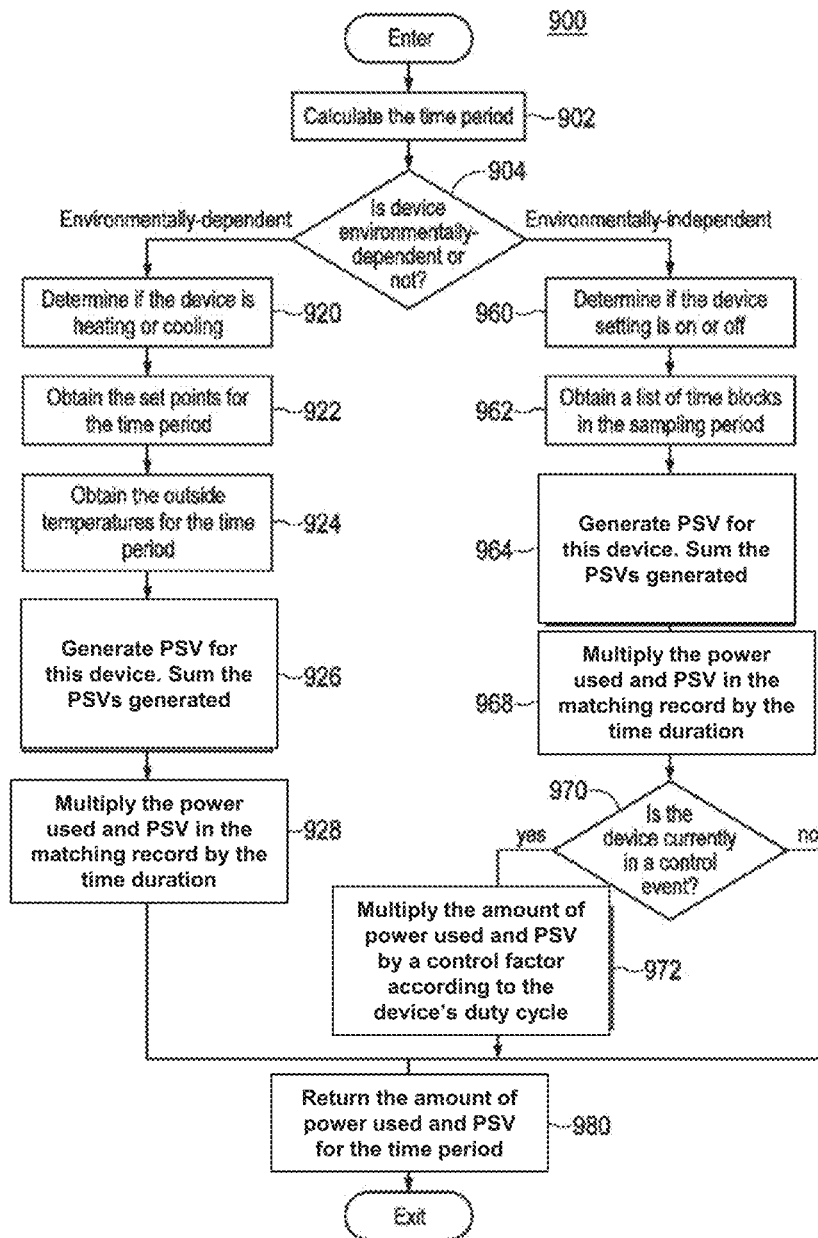 900
Enter
Calculate the time period
902
904
Is device
environmentally-
dependent or
not?
Environmentally-dependent
Environmentally-independent
Determine if the device is
heating or cooling
920
Obtain the set points for
the time period
922
Obtain the outside
temperatures for the time
period
924
Generate PSV for
this device. Sum the
PSVs generated
926
Multiply the power
used and PSV in the
matching record by the
time duration
928
Determine if the device
setting is on or off
960
Obtain a list of time blocks
in the sampling period
962
Generate PSV for
this device. Sum the
PSVs generated
964
Multiply the power
used and PSV in the
matching record by the
time duration
968
970
Is the
device currently
in a control
event?
yes
no
Multiply the amount of
power used and PSV
by a control factor
according to the
device's duty cycle
972
Return the amount of
power used and PSV
for the time period
980
Exit